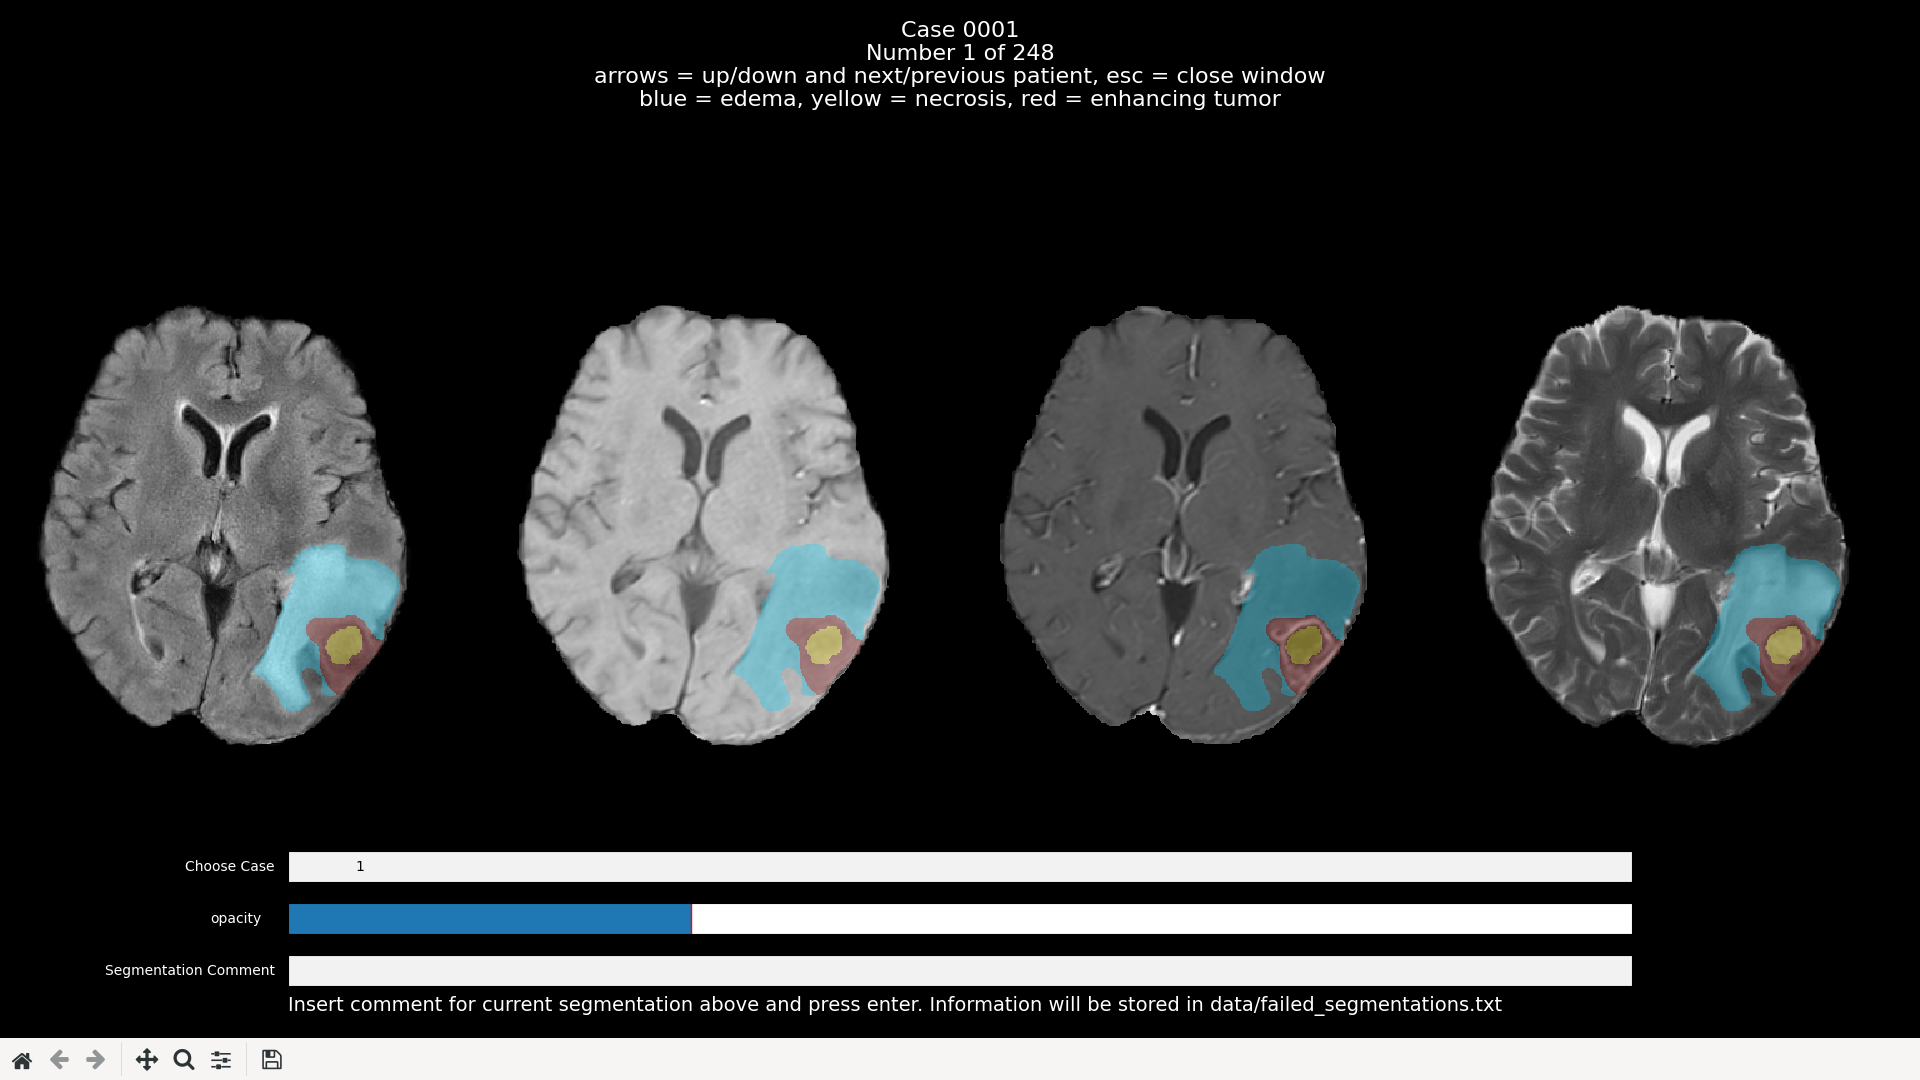 Case 0001
Number 1 of 248
arrows = up/down and next/previous patient, esc = close window
blue = edema, yellow = necrosis, red = enhancing tumor
Choose Case 1
opacity
Segmentation Comment
Insert comment for current segmentation above and press enter. Information will be stored in data/failed_segmentations.txt